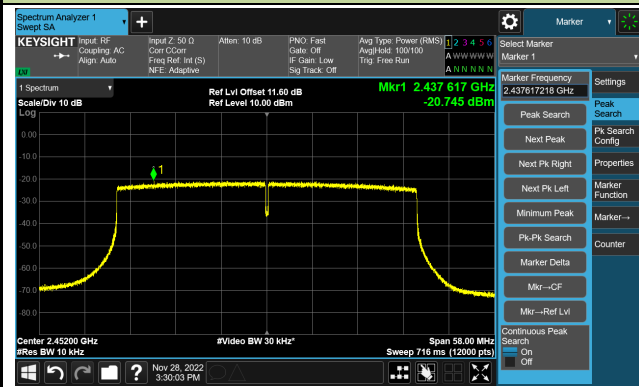 Spectrum Analyzer 1
Swept SA
Marker
KEYSIGHT
Input: RF
Coupling: AC
Align: Auto
Input Z: 50 Ω
Corr CCorr
Freq Ref: Int (S)
NFE: Adaptive
Atten: 10 dB
PNO: Fast
Gate: Off
IF Gain: Low
Sig Track: Off
Avg Type: Power (RMS)
Avg|Hold: 100/100
Trig: Free Run
1 2 3 4 5 6
A W W W W W
A N N N N N
LXI
Select Marker
Marker 1
1 Spectrum
Scale/Div 10 dB
Log
Ref Lvl Offset 11.60 dB
Ref Level 10.00 dBm
Mkr1 2.437 617 GHz
-20.745 dBm
0.00
-10.0
-20.0
-30.0
-40.0
-50.0
-60.0
-70.0
-80.0
1
Center 2.45200 GHz
#Res BW 10 kHz
#Video BW 30 kHz*
Span 58.00 MHz
Sweep 716 ms (12000 pts)
Marker Frequency
2.437617218 GHz
Peak Search
Next Peak
Next Pk Right
Next Pk Left
Minimum Peak
Pk-Pk Search
Marker Delta
Mkr→CF
Mkr→Ref Lvl
Continuous Peak
Search
On
Off
Settings
Peak
Search
Pk Search
Config
Properties
Marker
Function
Marker→
Counter
?
Nov 28, 2022
3:30:03 PM